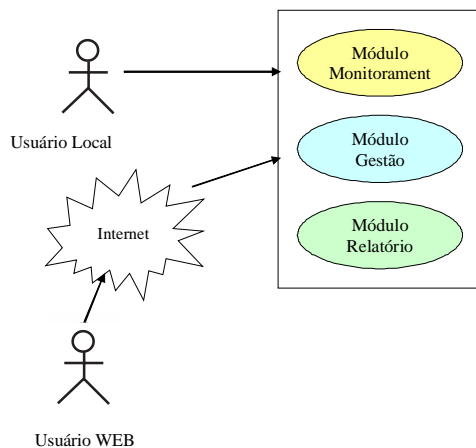 Módulo
Monitorament
Usuário Local
Módulo
Gestão
Internet
Módulo
Relatório
Usuário WEB